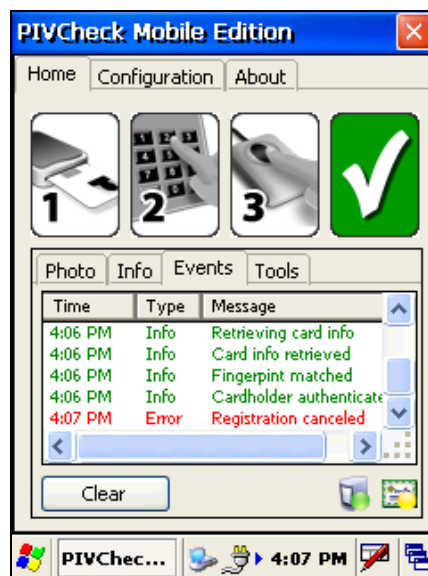 PIVCheck Mobile Edition
Home Configuration About
1 2 3
Photo Info Events Tools
Time Type Message
4:06 PM Info Retrieving card info
4:06 PM Info Card info retrieved
4:06 PM Info Fingerpint matched
4:06 PM Info Cardholder authenticate
4:07 PM Error Registration canceled
Clear
PIVChec... 4:07 PM